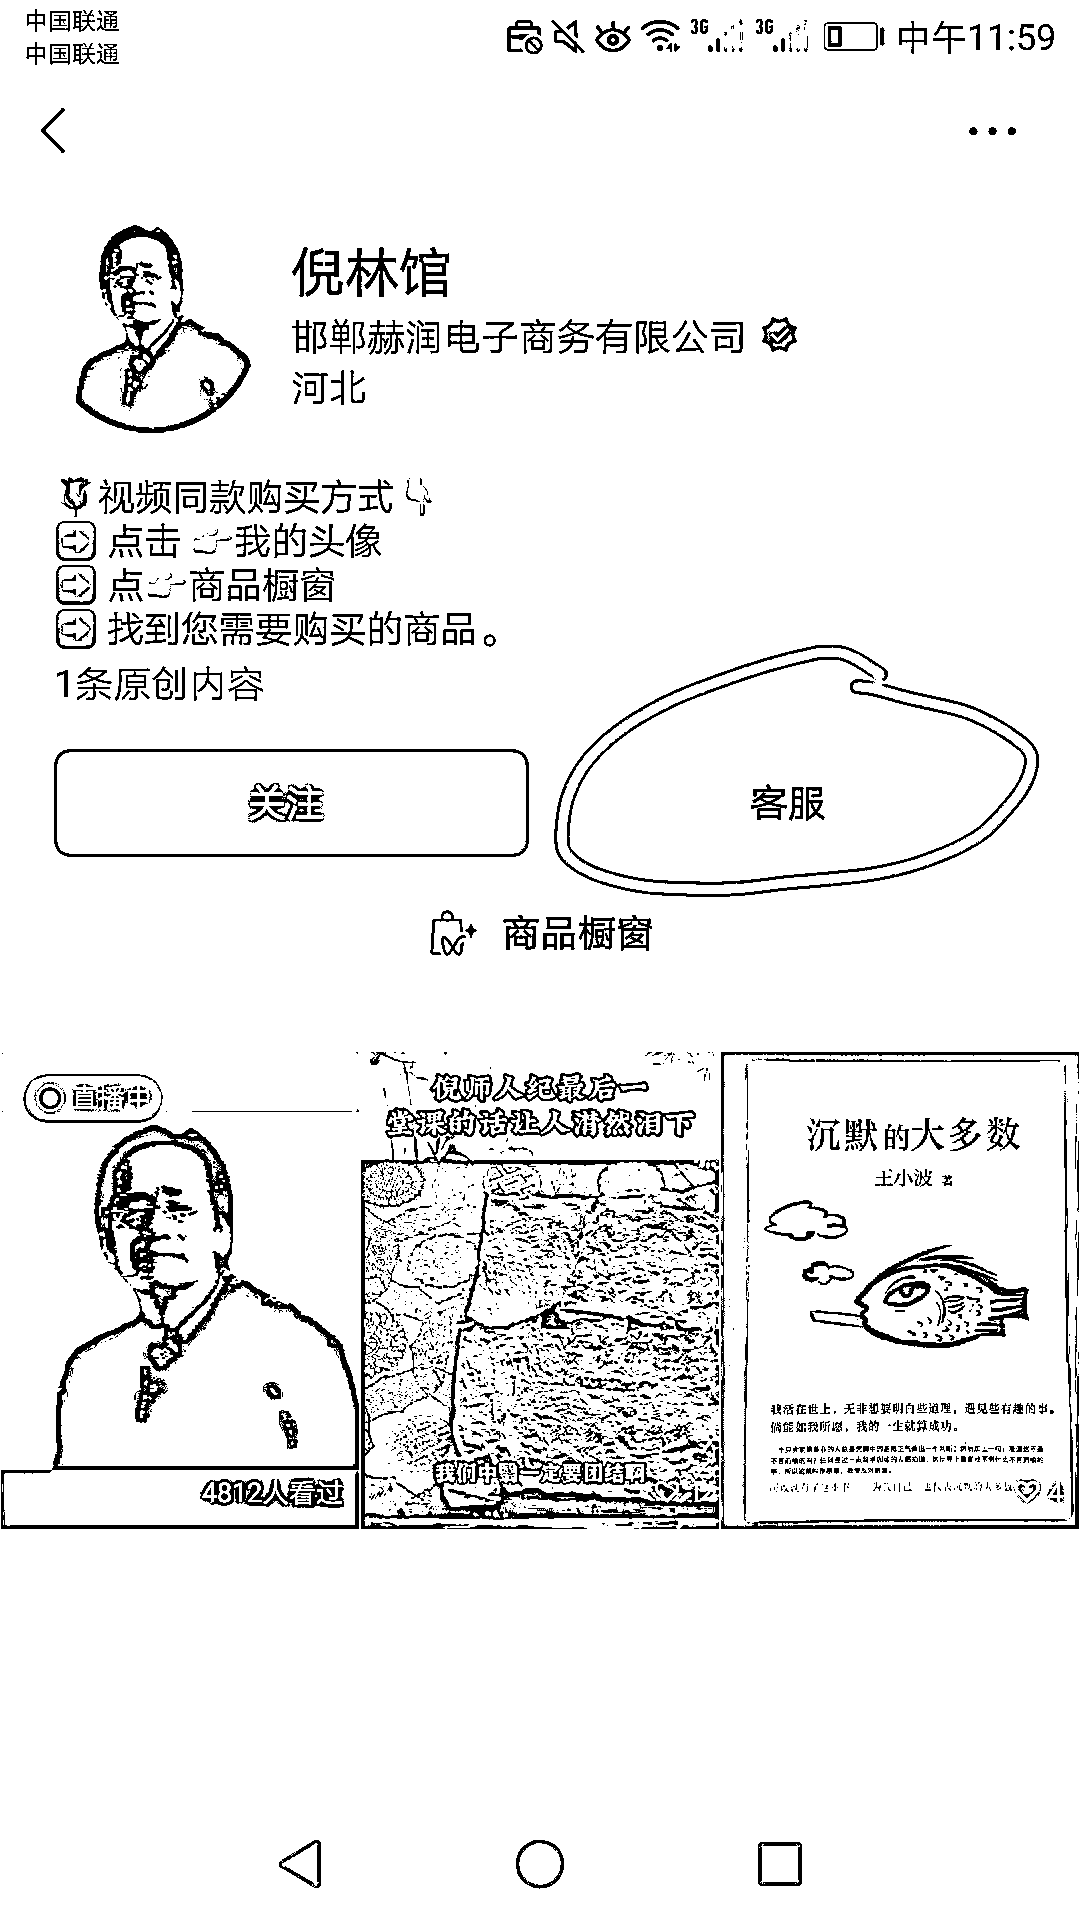 中国联通
中国联通
3G 3G 中午11:59
倪林馆
邯郸赫润电子商务有限公司
河北
视频同款购买方式
点击 我的头像
点 商品橱窗
找到您需要购买的商品。
1条原创内容
关注
客服
商品橱窗
直播中
4812人看过
倪师人纪最后一
堂课的话让人潸然泪下
我们中医一定要团结啊
12
沉默的大多数
王小波 著
我活在世上，无非想要明白些道理，遇见些有趣的事。
倘能如我所愿，我的一生就算成功。
4